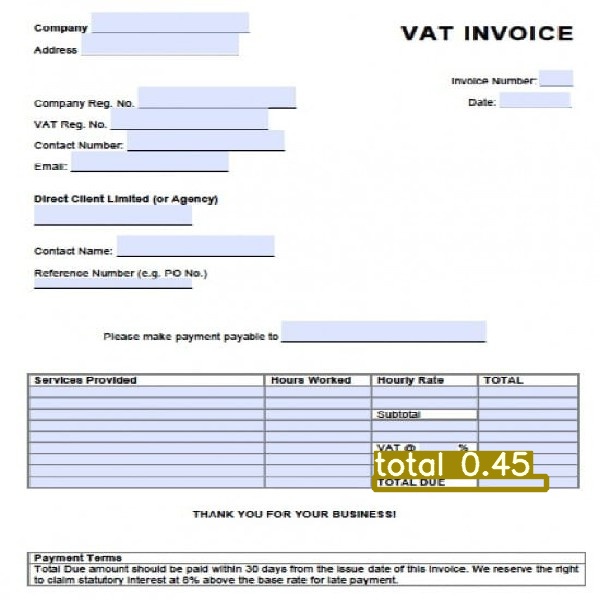 Company
VAT INVOICE
Address
Invoice Number:
Date:
Company Reg. No.
VAT Reg. No.
Contact Number:
Email:
Direct Client Limited (or Agency)
Contact Name:
Reference Number (e.g. PO No.)
Please make payment payable to
Services Provided Hours Worked Hourly Rate TOTAL
Subtotal
VAT @ %
total 0.45
TOTAL DUE
THANK YOU FOR YOUR BUSINESS!
Payment Terms
Total Due amount should be paid within 30 days from the issue date of this invoice. We reserve the right
to claim statutory interest at 8% above the base rate for late payment.